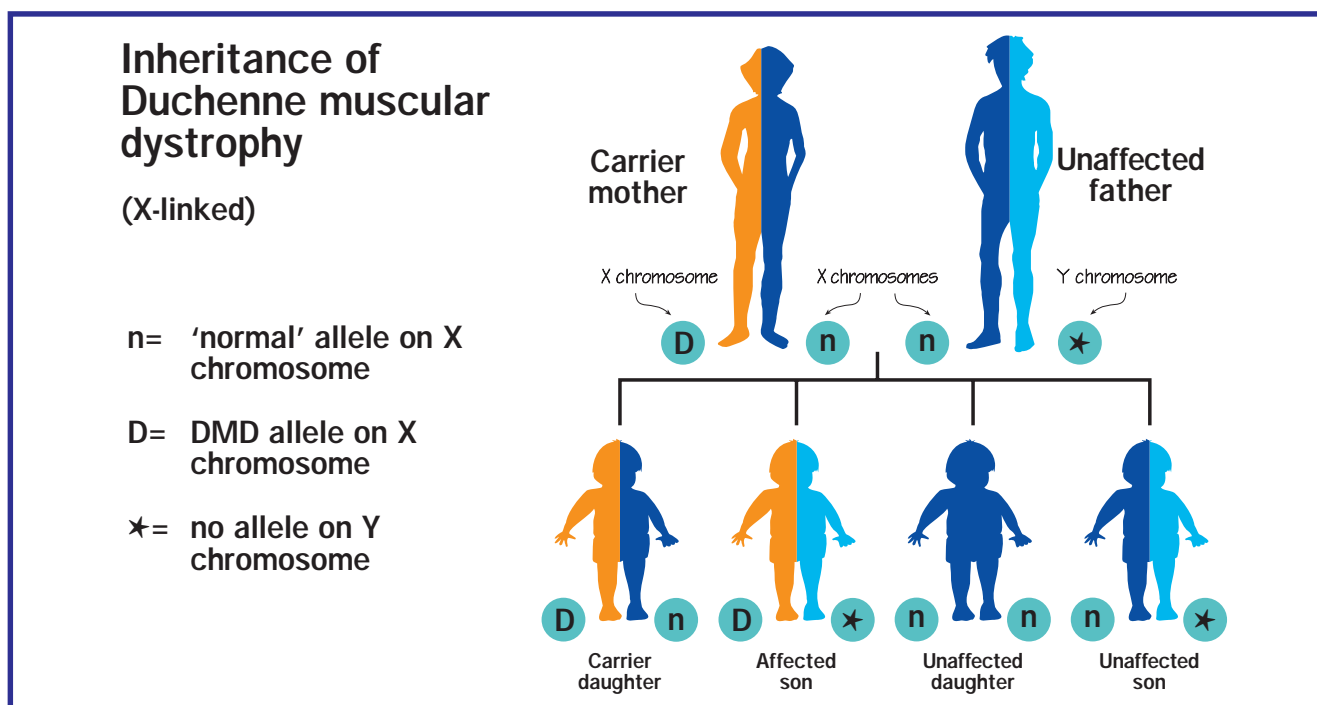 Inheritance of
Duchenne muscular
dystrophy
(X-linked)
n= ‘normal’ allele on X
chromosome
D= DMD allele on X
chromosome
★= no allele on Y
chromosome
Carrier
mother
Unaffected
father
X chromosome
X chromosomes
Y chromosome
D
n
n
★
D
n
D
★
n
n
n
★
Carrier
daughter
Affected
son
Unaffected
daughter
Unaffected
son